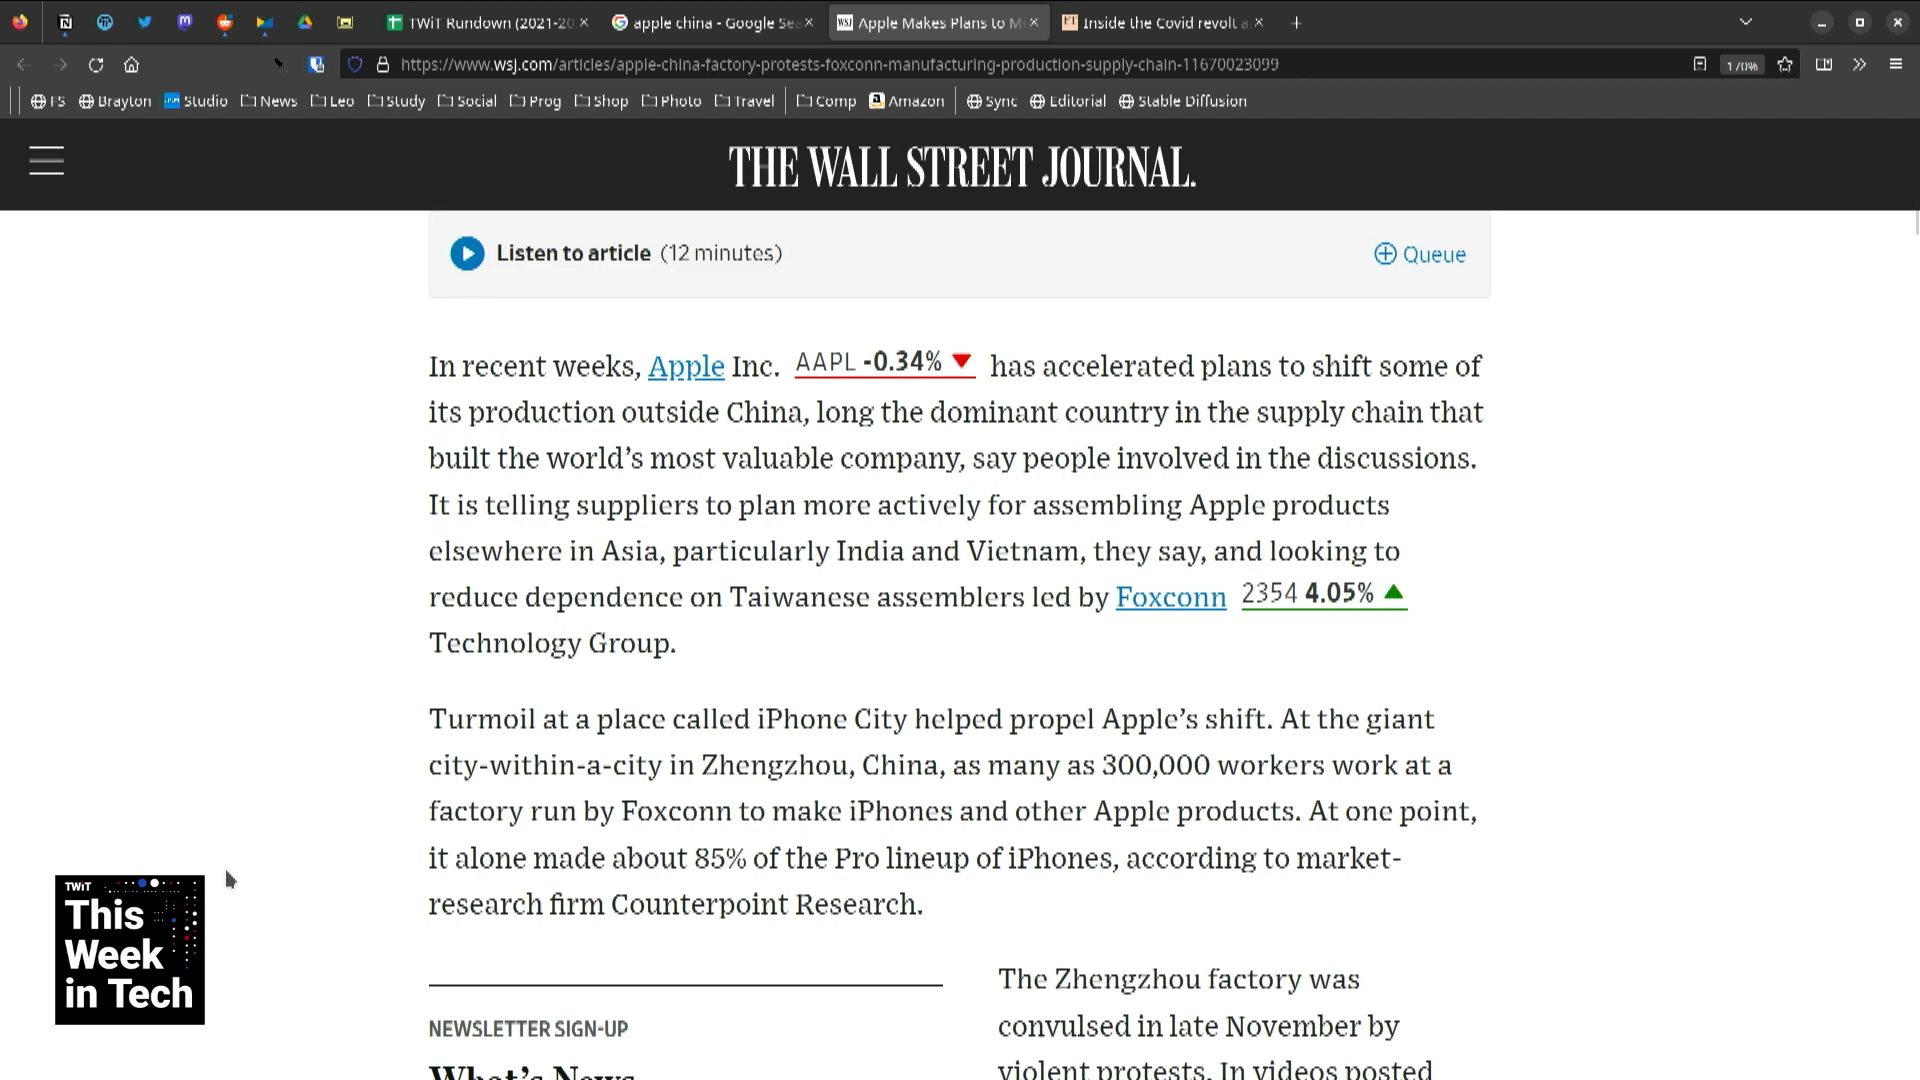 TWiT Rundown (2021-20
apple china - Google Sea
WSJ Apple Makes Plans to M
FT Inside the Covid revolt a
https://www.wsj.com/articles/apple-china-factory-protests-foxconn-manufacturing-production-supply-chain-11670023099
170%
FS Brayton Studio News Leo Study Social Prog Shop Photo Travel Comp Amazon Sync Editorial Stable Diffusion
THE WALL STREET JOURNAL.
Listen to article (12 minutes)
Queue
In recent weeks, Apple Inc. AAPL -0.34% ▼ has accelerated plans to shift some of
its production outside China, long the dominant country in the supply chain that
built the world’s most valuable company, say people involved in the discussions.
It is telling suppliers to plan more actively for assembling Apple products
elsewhere in Asia, particularly India and Vietnam, they say, and looking to
reduce dependence on Taiwanese assemblers led by Foxconn 2354 4.05% ▲
Technology Group.
Turmoil at a place called iPhone City helped propel Apple’s shift. At the giant
city-within-a-city in Zhengzhou, China, as many as 300,000 workers work at a
factory run by Foxconn to make iPhones and other Apple products. At one point,
it alone made about 85% of the Pro lineup of iPhones, according to market-
research firm Counterpoint Research.
NEWSLETTER SIGN-UP
What’s News
The Zhengzhou factory was
convulsed in late November by
violent protests. In videos posted
TWiT
This
Week
in Tech